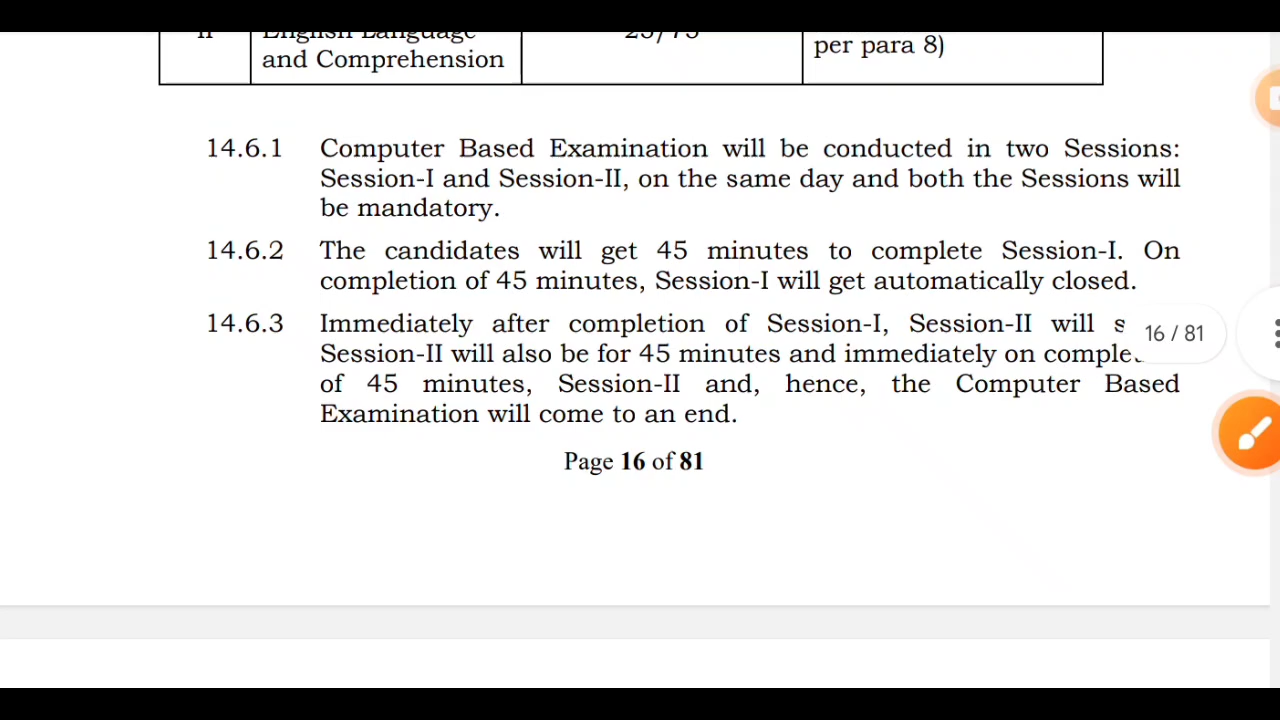 English Language
and Comprehension
25/75
per para 8)
14.6.1 Computer Based Examination will be conducted in two Sessions:
Session-I and Session-II, on the same day and both the Sessions will
be mandatory.
14.6.2 The candidates will get 45 minutes to complete Session-I. On
completion of 45 minutes, Session-I will get automatically closed.
14.6.3 Immediately after completion of Session-I, Session-II will
Session-II will also be for 45 minutes and immediately on
of 45 minutes, Session-II and, hence, the Computer Based
Examination will come to an end.
16 / 81
Page 16 of 81